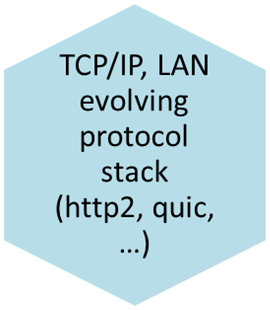 TCP/IP, LAN
evolving
protocol
stack
(http2, quic,
...)